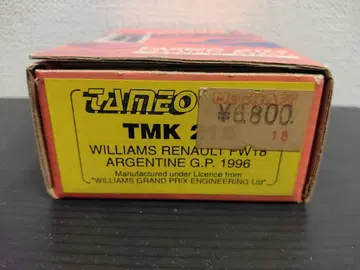 TAMEO
¥6,800
18
TMK 2
WILLIAMS RENAULT FW18
ARGENTINE G.P. 1996
Manufactured under Licence from
"WILLIAMS GRAND PRIX ENGINEERING Ltd"